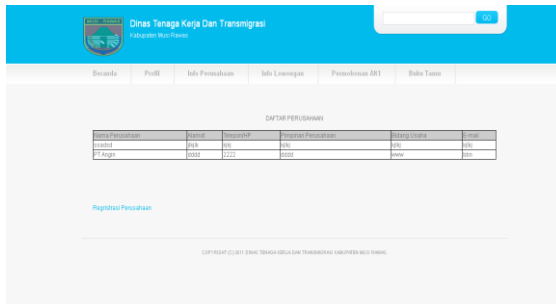 Dinas Tenaga Kerja Dan Transmigrasi
Kabupaten Musi Rawas
GO
Beranda Profil Info Perusahaan Info Lowongan Permohonan AK1 Buku Tamu
DAFTAR PERUSAHAAN
Nama Perusahaan Alamat Telepon/HP Pimpinan Perusahaan Bidang Usaha E-mail
PT.Angin dddd 2222 dddd www
Registrasi Perusahaan
COPYRIGHT (C) 2011 DINAS TENAGA KERJA DAN TRANSMIGRASI KABUPATEN MUSI RAWAS.